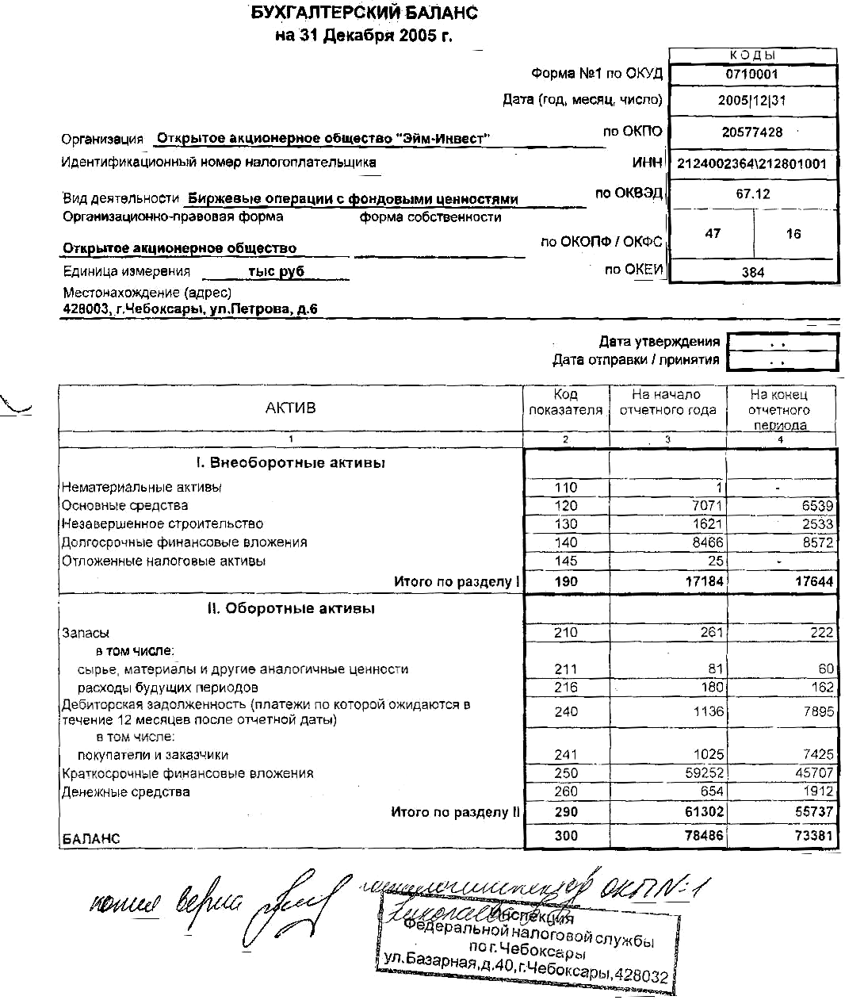 БУХГАЛТЕРСКИЙ БАЛАНС
на 31 Декабря 2005 г.
КОДЫ
Форма №1 по ОКУД 0710001
Дата (год, месяц, число) 2005|12|31
Организация Открытое акционерное общество "Эйм-Инвест" по ОКПО 20577428
Идентификационный номер налогоплательщика ИНН 2124002364\212801001
Вид деятельности Биржевые операции с фондовыми ценностями по ОКВЭД 67.12
Организационно-правовая форма форма собственности
Открытое акционерное общество по ОКОПФ / ОКФС 47 16
Единица измерения тыс руб по ОКЕИ 384
Местонахождение (адрес)
428003, г.Чебоксары, ул.Петрова, д.6
Дата утверждения . .
Дата отправки / принятия . .
АКТИВ Код показателя На начало отчетного года На конец отчетного периода
1 2 3 4
I. Внеоборотные активы
Нематериальные активы 110 1 -
Основные средства 120 7071 6539
Незавершенное строительство 130 1621 2533
Долгосрочные финансовые вложения 140 8466 8572
Отложенные налоговые активы 145 25 -
Итого по разделу I 190 17184 17644
II. Оборотные активы
Запасы 210 261 222
в том числе:
сырье, материалы и другие аналогичные ценности 211 81 60
расходы будущих периодов 216 180 162
Дебиторская задолженность (платежи по которой ожидаются в
течение 12 месяцев после отчетной даты) 240 1136 7895
в том числе:
покупатели и заказчики 241 1025 7425
Краткосрочные финансовые вложения 250 59252 45707
Денежные средства 260 654 1912
Итого по разделу II 290 61302 55737
БАЛАНС 300 78486 73381
копия верна ОКП №1
Инспекция
Федеральной налоговой службы
по г.Чебоксары
ул.Базарная,д.40,г.Чебоксары,428032